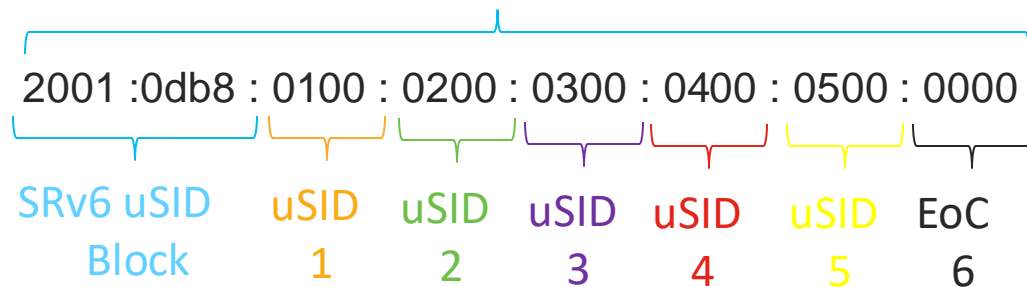 2001 :0db8 : 0100 : 0200 : 0300 : 0400 : 0500 : 0000
SRv6 uSID uSID uSID uSID uSID uSID EoC
Block 1 2 3 4 5 6